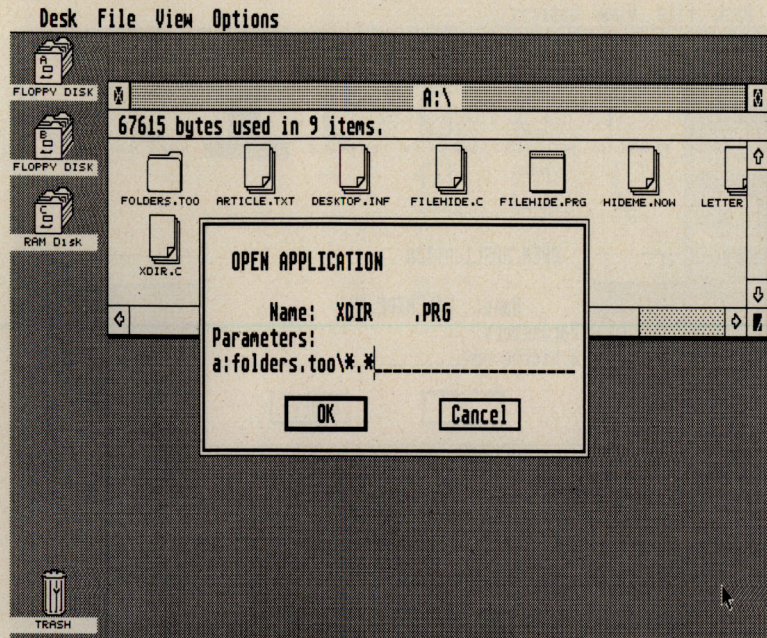 Desk File View Options
A
FLOPPY DISK
A:\
67615 bytes used in 9 items.
B
FLOPPY DISK
FOLDERS.TOO ARTICLE.TXT DESKTOP.INF FILEHIDE.C FILEHIDE.PRG HIDEME.NOW LETTER
C
RAM Disk
XDIR.C
OPEN APPLICATION
Name: XDIR .PRG
Parameters:
a:folders.too\*.*
OK Cancel
TRASH